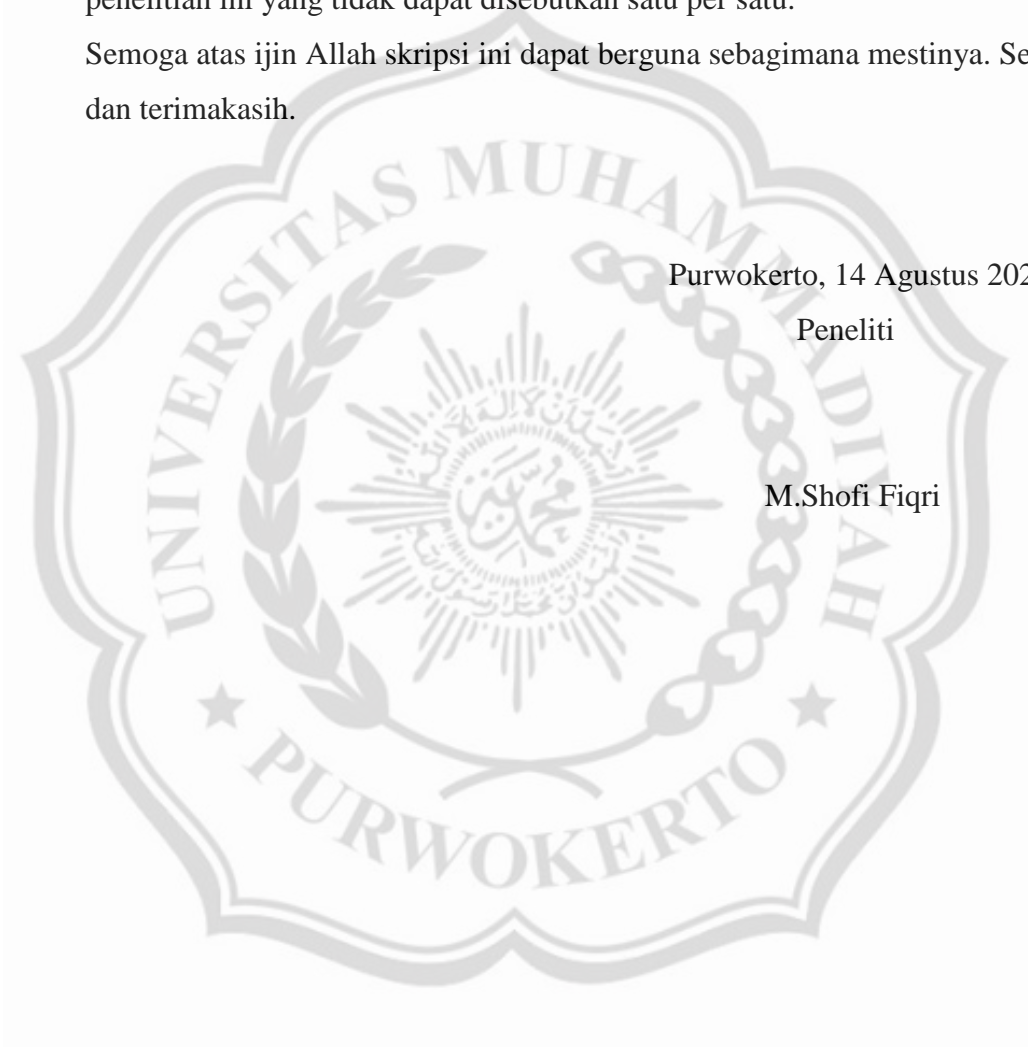 penelitian ini yang tidak dapat disebutkan satu per satu.
Semoga atas ijin Allah skripsi ini dapat berguna sebagimana mestinya. Se
dan terimakasih.
UNIVERSITAS MUHAMMADIYAH
Purwokerto, 14 Agustus 202
Peneliti
M.Shofi Fiqri
محمد
PURWOKERTO